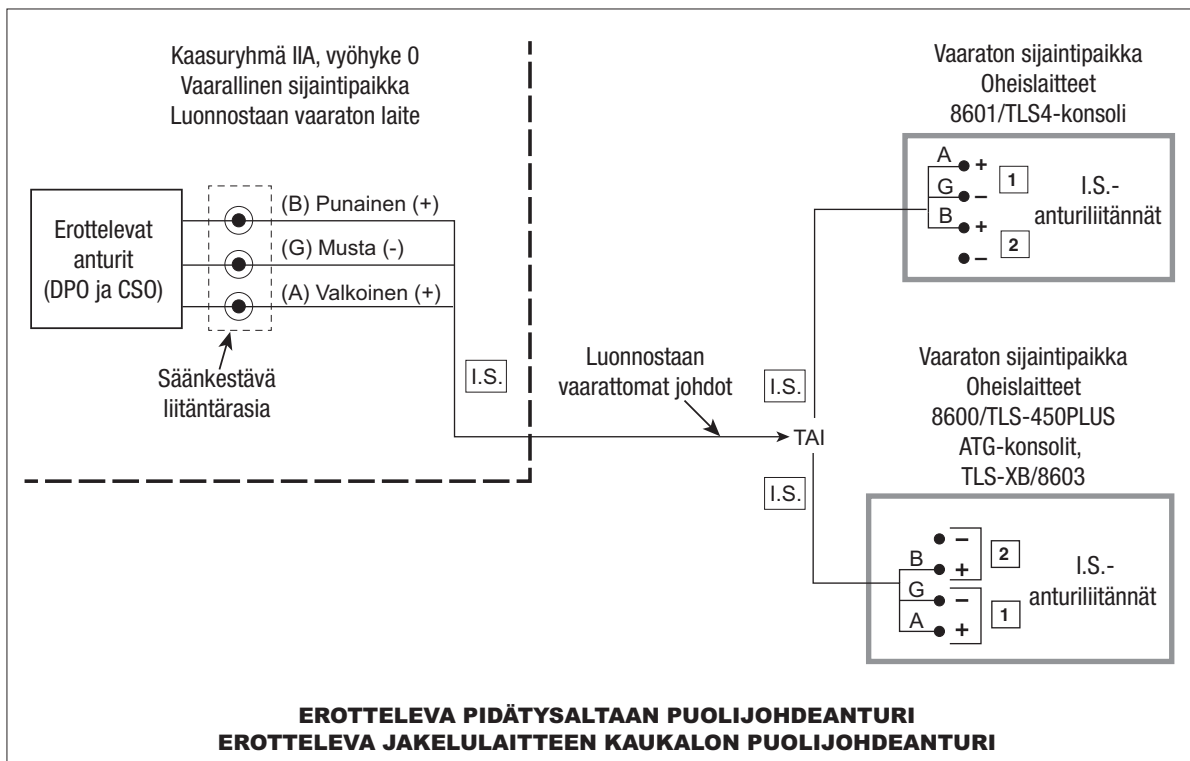 Kaasuryhmä IIA, vyöhyke 0
Vaarallinen sijaintipaikka
Luonnostaan vaaraton laite
Erottelevat
anturit
(DPO ja CSO)
(B) Punainen (+)
(G) Musta (-)
(A) Valkoinen (+)
Säänkestävä
liitäntärasia
I.S.
Luonnostaan
vaarattomat johdot
I.S.
TAI
I.S.
Vaaraton sijaintipaikka
Oheislaitteet
8601/TLS4-konsoli
A +
G –
B +
–
1
2
I.S.-
anturiliitännät
Vaaraton sijaintipaikka
Oheislaitteet
8600/TLS-450PLUS
ATG-konsolit,
TLS-XB/8603
–
B +
G –
A +
2
1
I.S.-
anturiliitännät
EROTTELEVA PIDÄTYSALTAAN PUOLIJOHDEANTURI
EROTTELEVA JAKELULAITTEEN KAUKALON PUOLIJOHDEANTURI